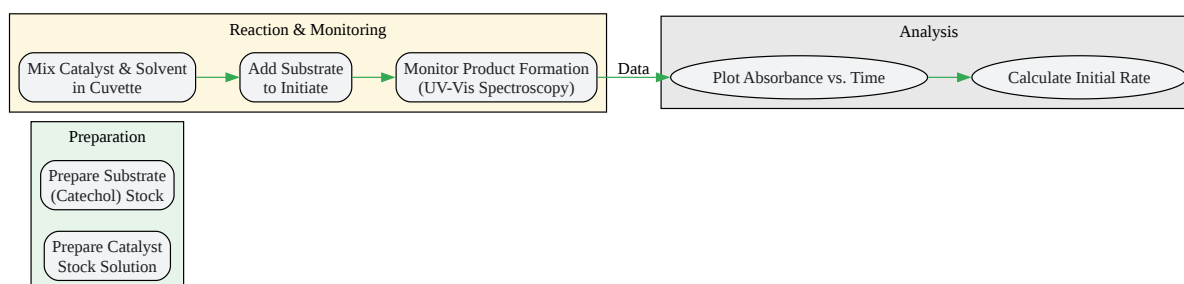 Reaction & Monitoring
Mix Catalyst & Solvent
in Cuvette
Add Substrate
to Initiate
Monitor Product Formation
(UV-Vis Spectroscopy)
Data
Analysis
Plot Absorbance vs. Time
Calculate Initial Rate
Preparation
Prepare Substrate
(Catechol) Stock
Prepare Catalyst
Stock Solution